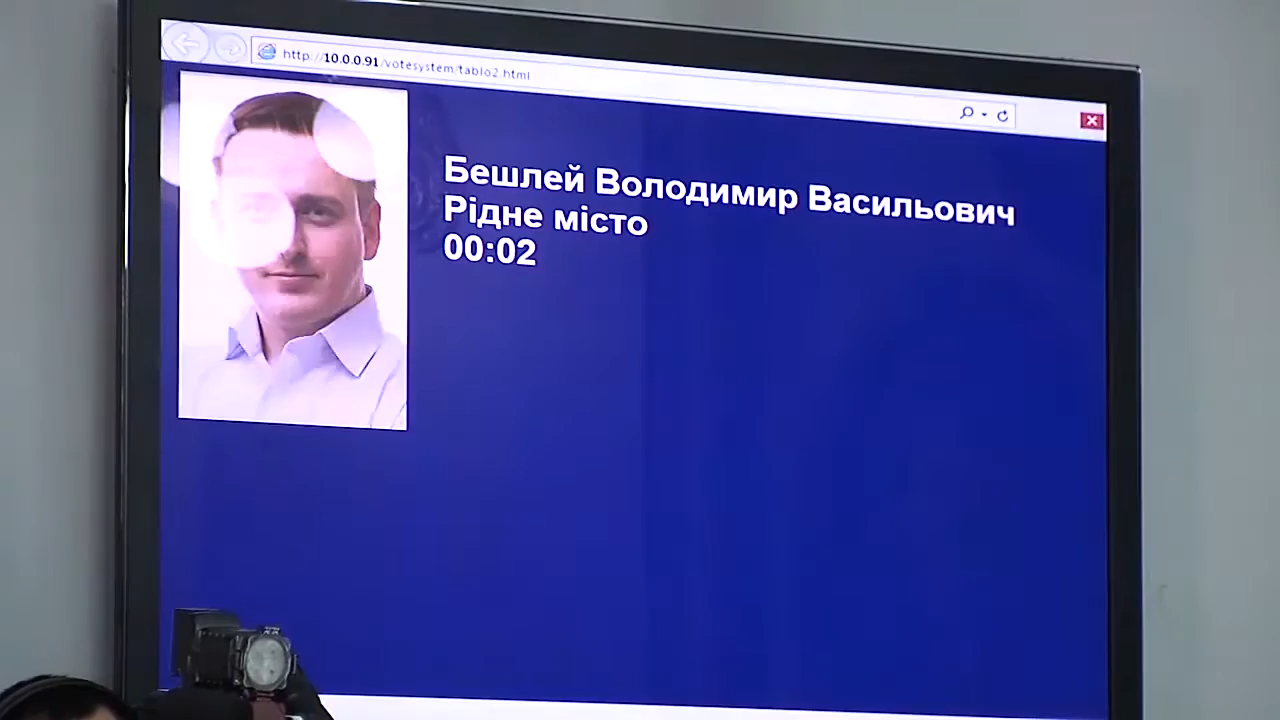 http://10.0.0.91/votesystem/tablo2.html
Бешлей Володимир Васильович
Рідне місто
00:02